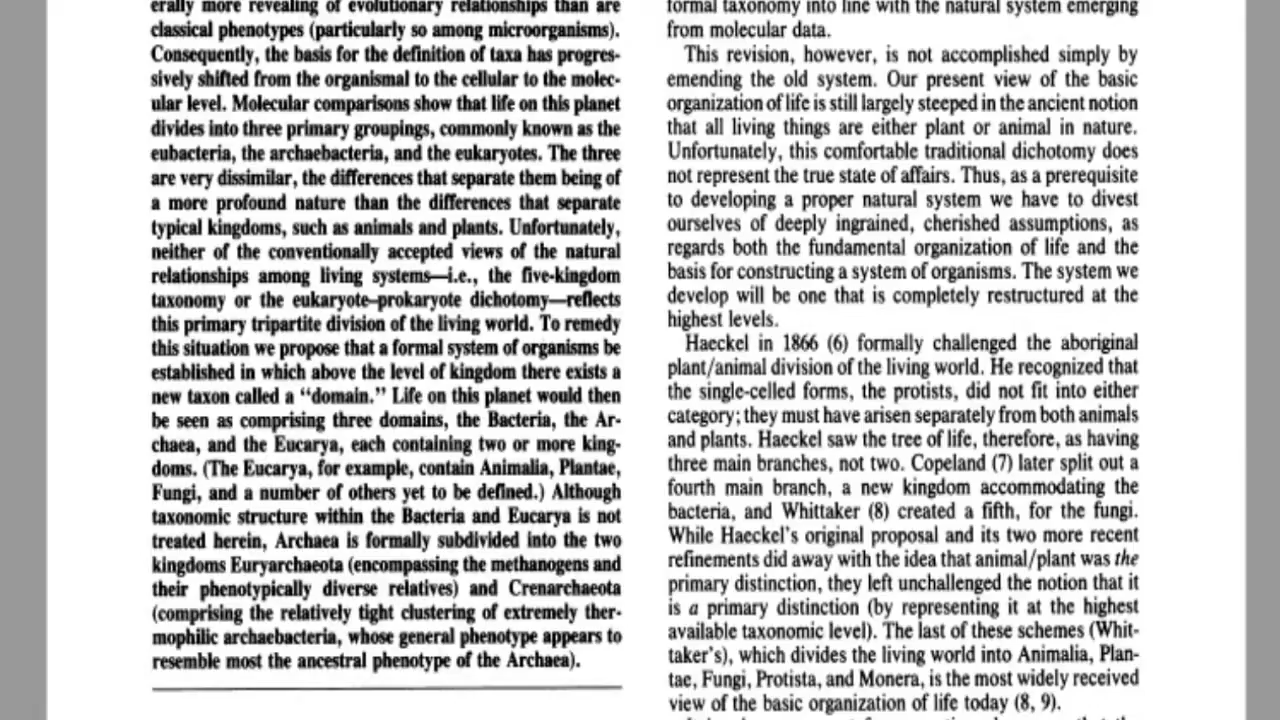 erally more revealing of evolutionary relationships than are
classical phenotypes (particularly so among microorganisms).
Consequently, the basis for the definition of taxa has progres-
sively shifted from the organismal to the cellular to the molec-
ular level. Molecular comparisons show that life on this planet
divides into three primary groupings, commonly known as the
eubacteria, the archaebacteria, and the eukaryotes. The three
are very dissimilar, the differences that separate them being of
a more profound nature than the differences that separate
typical kingdoms, such as animals and plants. Unfortunately,
neither of the conventionally accepted views of the natural
relationships among living systems—i.e., the five-kingdom
taxonomy or the eukaryote–prokaryote dichotomy—reflects
this primary tripartite division of the living world. To remedy
this situation we propose that a formal system of organisms be
established in which above the level of kingdom there exists a
new taxon called a “domain.” Life on this planet would then
be seen as comprising three domains, the Bacteria, the Ar-
chaea, and the Eucarya, each containing two or more king-
doms. (The Eucarya, for example, contain Animalia, Plantae,
Fungi, and a number of others yet to be defined.) Although
taxonomic structure within the Bacteria and Eucarya is not
treated herein, Archaea is formally subdivided into the two
kingdoms Euryarchaeota (encompassing the methanogens and
their phenotypically diverse relatives) and Crenarchaeota
(comprising the relatively tight clustering of extremely ther-
mophilic archaebacteria, whose general phenotype appears to
resemble most the ancestral phenotype of the Archaea).
formal taxonomy into line with the natural system emerging
from molecular data.
This revision, however, is not accomplished simply by
emending the old system. Our present view of the basic
organization of life is still largely steeped in the ancient notion
that all living things are either plant or animal in nature.
Unfortunately, this comfortable traditional dichotomy does
not represent the true state of affairs. Thus, as a prerequisite
to developing a proper natural system we have to divest
ourselves of deeply ingrained, cherished assumptions, as
regards both the fundamental organization of life and the
basis for constructing a system of organisms. The system we
develop will be one that is completely restructured at the
highest levels.
Haeckel in 1866 (6) formally challenged the aboriginal
plant/animal division of the living world. He recognized that
the single-celled forms, the protists, did not fit into either
category; they must have arisen separately from both animals
and plants. Haeckel saw the tree of life, therefore, as having
three main branches, not two. Copeland (7) later split out a
fourth main branch, a new kingdom accommodating the
bacteria, and Whittaker (8) created a fifth, for the fungi.
While Haeckel's original proposal and its two more recent
refinements did away with the idea that animal/plant was the
primary distinction, they left unchallenged the notion that it
is a primary distinction (by representing it at the highest
available taxonomic level). The last of these schemes (Whit-
taker's), which divides the living world into Animalia, Plan-
tae, Fungi, Protista, and Monera, is the most widely received
view of the basic organization of life today (8, 9).